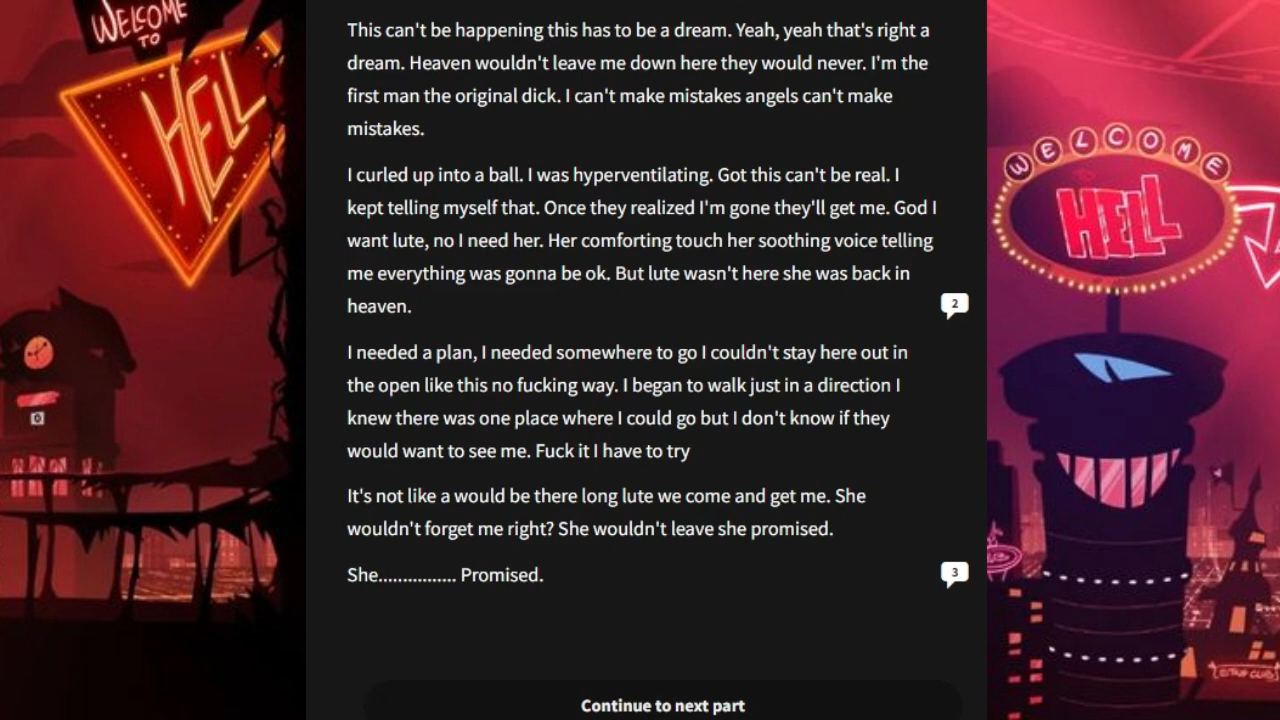 WELCOME
TO
HELL
This can't be happening this has to be a dream. Yeah, yeah that's right a
dream. Heaven wouldn't leave me down here they would never. I'm the
first man the original dick. I can't make mistakes angels can't make
mistakes.
I curled up into a ball. I was hyperventilating. Got this can't be real. I
kept telling myself that. Once they realized I'm gone they'll get me. God I
want lute, no I need her. Her comforting touch her soothing voice telling
me everything was gonna be ok. But lute wasn't here she was back in
heaven.
2
I needed a plan, I needed somewhere to go I couldn't stay here out in
the open like this no fucking way. I began to walk just in a direction I
knew there was one place where I could go but I don't know if they
would want to see me. Fuck it I have to try
It's not like a would be there long lute we come and get me. She
wouldn't forget me right? She wouldn't leave she promised.
She................ Promised.
3
Continue to next part
WELCOME
HELL